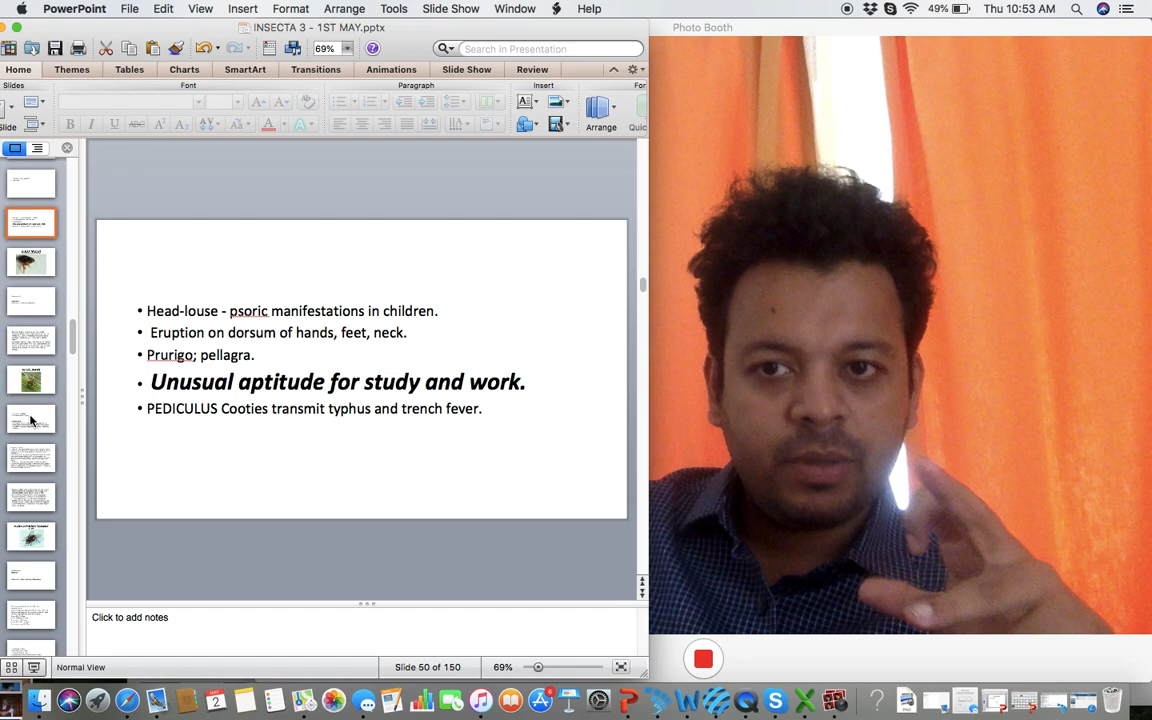 PowerPoint File Edit View Insert Format Arrange Tools Slide Show Window Help 49% Thu 10:53 AM
INSECTA 3 - 1ST MAY.pptx
Photo Booth
69% Search in Presentation
Home Themes Tables Charts SmartArt Transitions Animations Slide Show Review
Slides Font Paragraph Insert For
Slide Arrange Quic
• Head-louse - psoric manifestations in children.
• Eruption on dorsum of hands, feet, neck.
• Prurigo; pellagra.
• Unusual aptitude for study and work.
• PEDICULUS Cooties transmit typhus and trench fever.
Click to add notes
Normal View Slide 50 of 150 69%